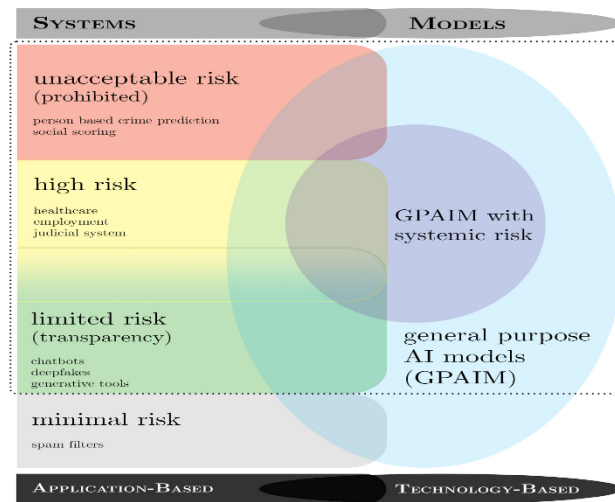 SYSTEMS
MODELS
unacceptable risk
(prohibited)
person based crime prediction
social scoring
high risk
healthcare
employment
judicial system
GPAIM with
systemic risk
limited risk
(transparency)
chatbots
deepfakes
generative tools
general purpose
AI models
(GPAIM)
minimal risk
spam filters
APPLICATION-BASED
TECHNOLOGY-BASED